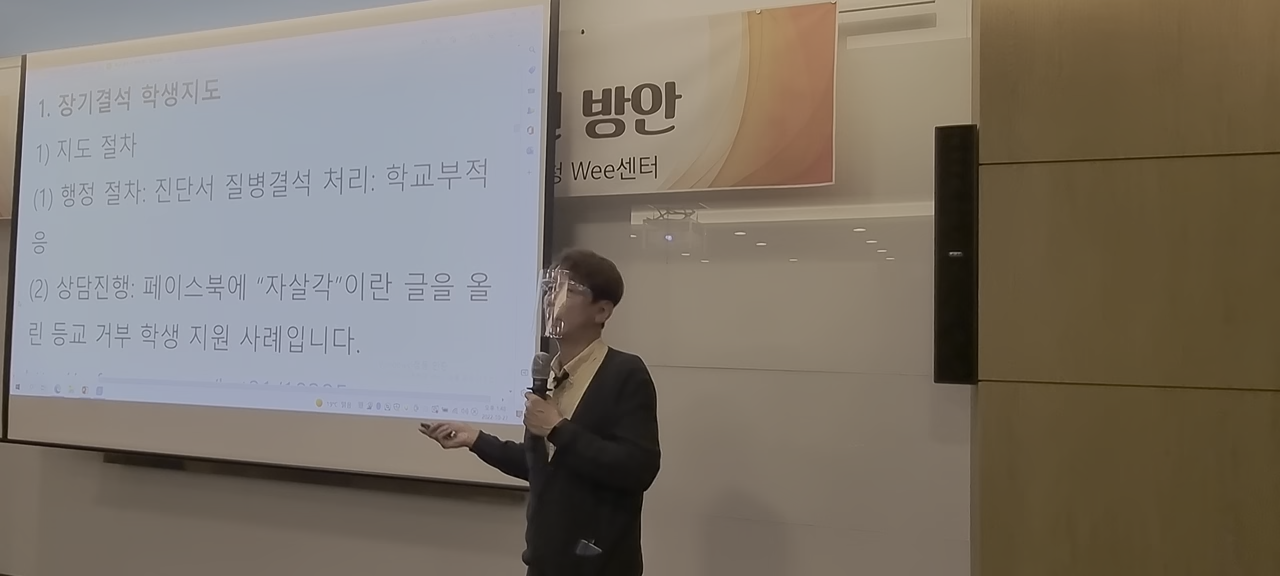 1. 장기결석 학생지도
1) 지도 절차
(1) 행정 절차: 진단서 질병결석 처리: 학교부적
응
(2) 상담진행: 페이스북에 “자살각”이란 글을 올
린 등교 거부 학생 지원 사례입니다.
방안
Wee센터